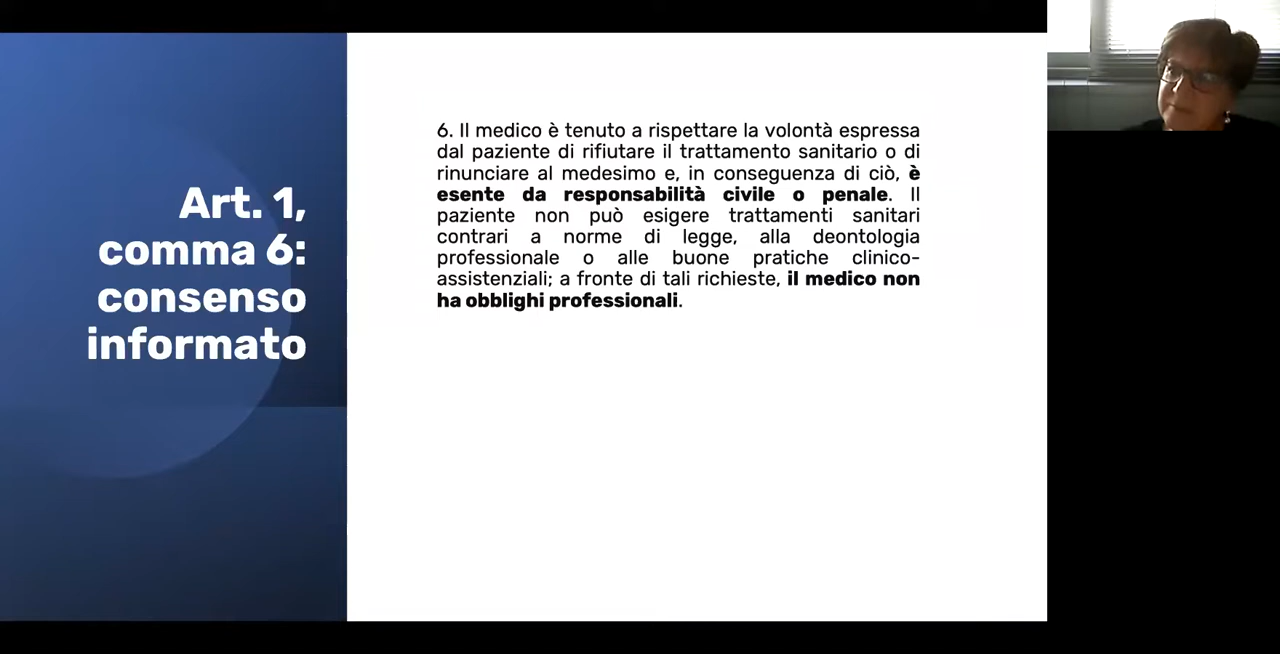 Art. 1,
comma 6:
consenso
informato
6. Il medico è tenuto a rispettare la volontà espressa
dal paziente di rifiutare il trattamento sanitario o di
rinunciare al medesimo e, in conseguenza di ciò, è
esente da responsabilità civile o penale. Il
paziente non può esigere trattamenti sanitari
contrari a norme di legge, alla deontologia
professionale o alle buone pratiche clinico-
assistenziali; a fronte di tali richieste, il medico non
ha obblighi professionali.